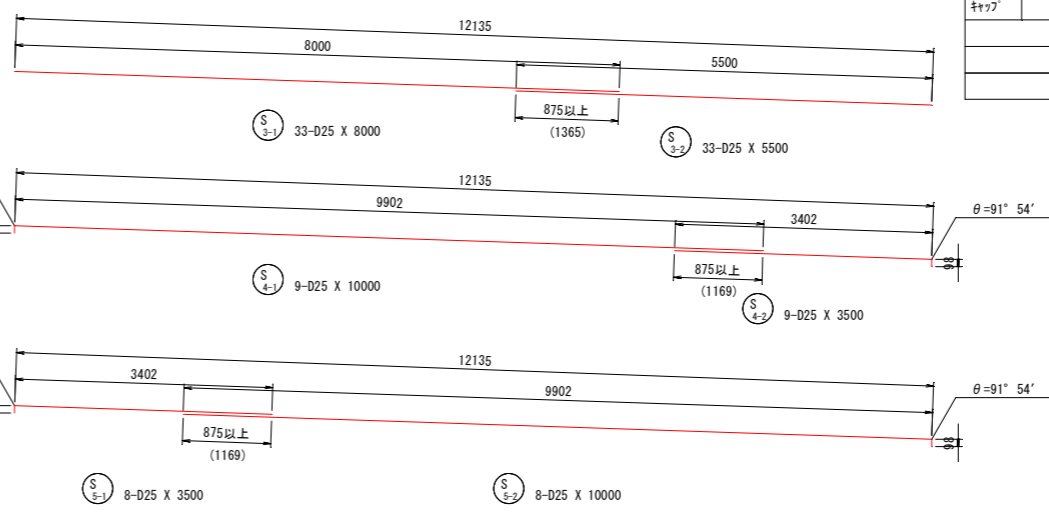 ｷｬｯﾌﾟ
12135
8000
5500
875以上
(1365)
S 3-1 33-D25 X 8000
S 3-2 33-D25 X 5500
12135
9902
3402
θ=91° 54′
98
875以上
(1169)
S 4-1 9-D25 X 10000
S 4-2 9-D25 X 3500
12135
3402
9902
θ=91° 54′
98
875以上
(1169)
S 5-1 8-D25 X 3500
S 5-2 8-D25 X 10000